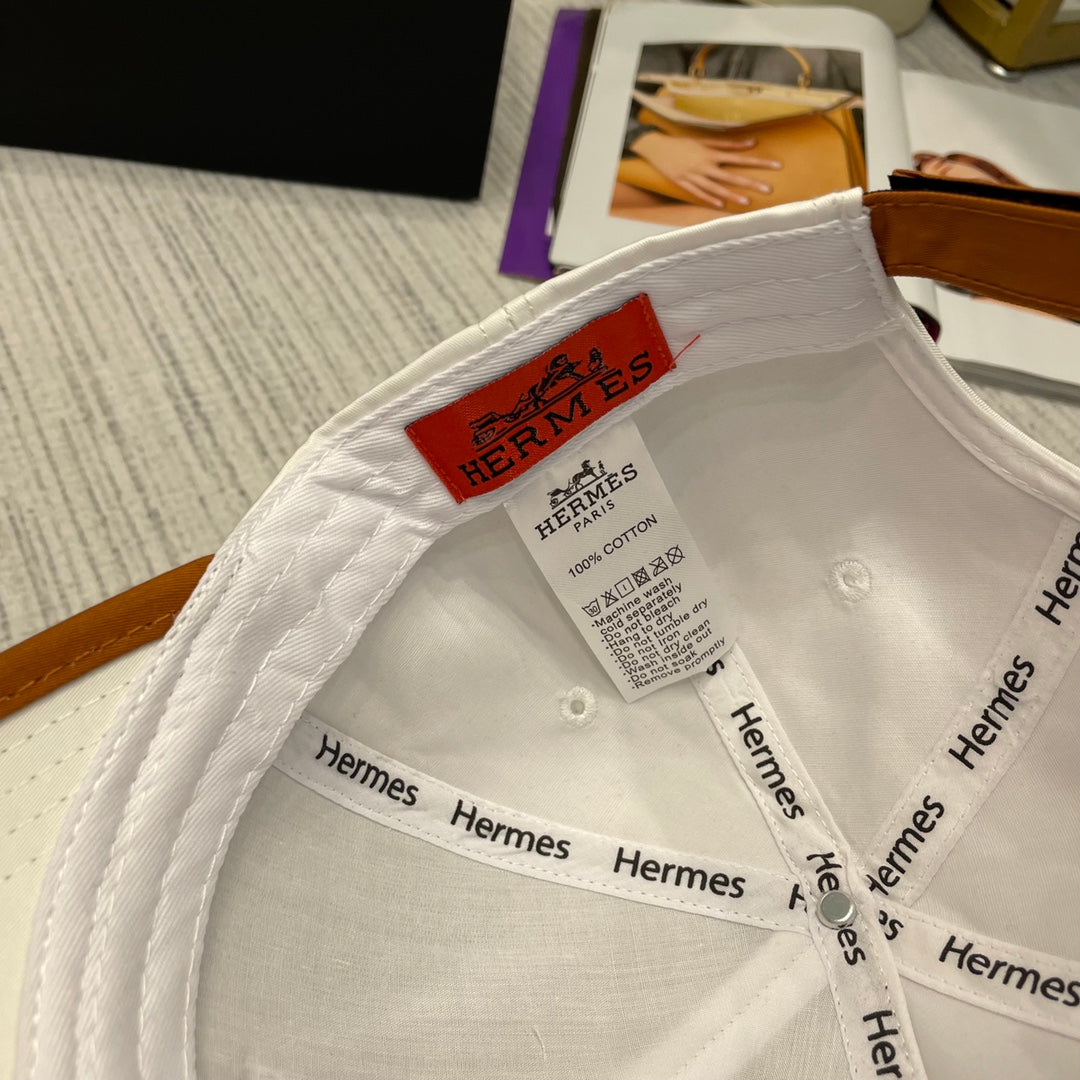 HERMES
HERMES
PARIS
100% COTTON
30
-Machine wash
cold separately
-Do not bleach
-Hang to dry
-Do not tumble dry
-Do not iron
-Do not dry clean
-Wash inside out
-Do not soak
-Remove promptly
Hermes
Hermes
Hermes
Hermes
Hermes
Hermes
Hermes
Hermes